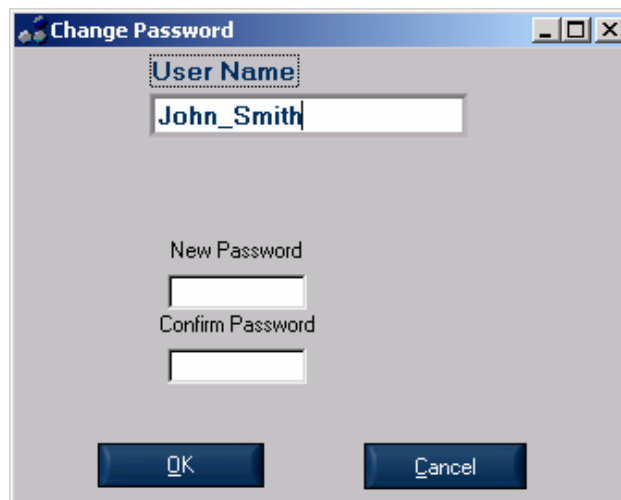 Change Password
User Name
John_Smith
New Password
Confirm Password
OK Cancel